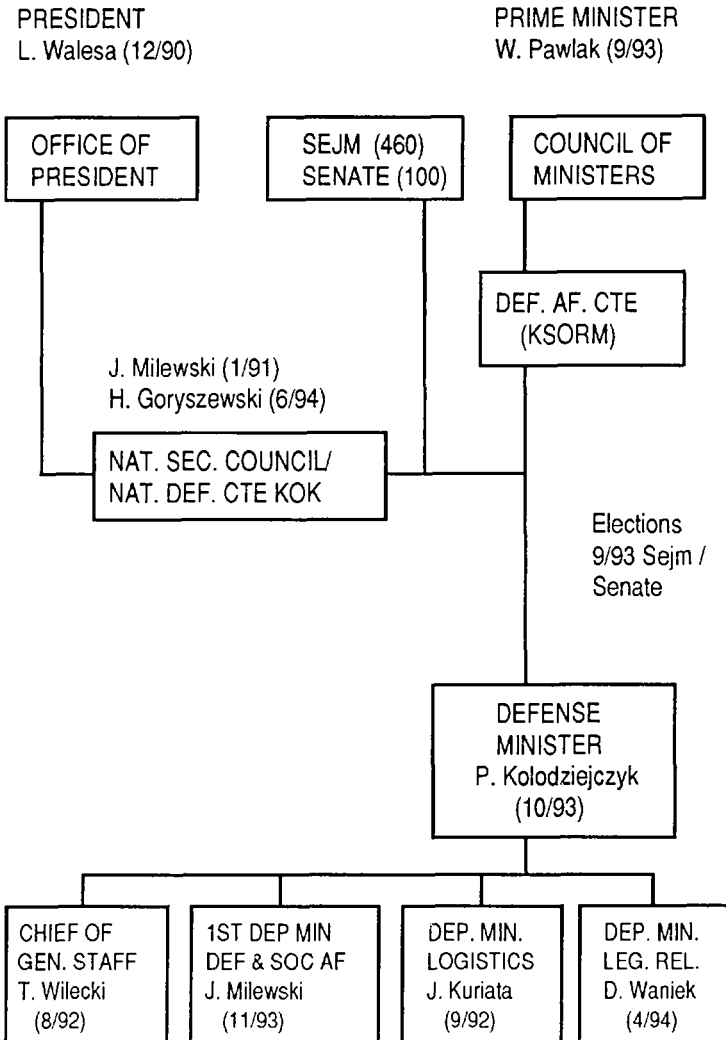 PRESIDENT
L. Walesa (12/90)
PRIME MINISTER
W. Pawlak (9/93)
OFFICE OF
PRESIDENT
SEJM (460)
SENATE (100)
COUNCIL OF
MINISTERS
DEF. AF. CTE
(KSORM)
J. Milewski (1/91)
H. Goryszewski (6/94)
NAT. SEC. COUNCIL/
NAT. DEF. CTE KOK
Elections
9/93 Sejm /
Senate
DEFENSE
MINISTER
P. Kolodziejczyk
(10/93)
CHIEF OF
GEN. STAFF
T. Wilecki
(8/92)
1ST DEP MIN
DEF & SOC AF
J. Milewski
(11/93)
DEP. MIN.
LOGISTICS
J. Kuriata
(9/92)
DEP. MIN.
LEG. REL.
D. Waniek
(4/94)